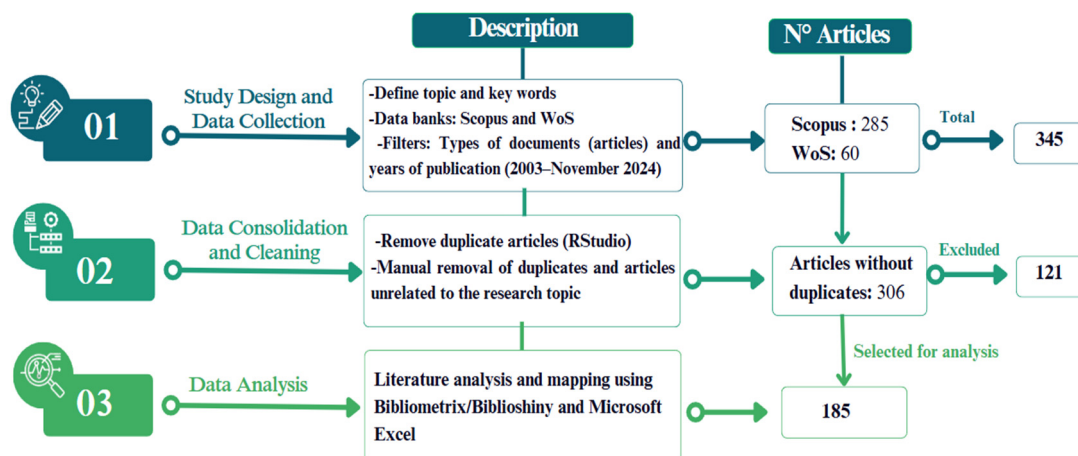 Description
N° Articles
01
Study Design and
Data Collection
-Define topic and key words
-Data banks: Scopus and WoS
-Filters: Types of documents (articles) and
years of publication (2003–November 2024)
Scopus : 285
WoS: 60
Total
345
02
Data Consolidation
and Cleaning
-Remove duplicate articles (RStudio)
-Manual removal of duplicates and articles
unrelated to the research topic
Articles without
duplicates: 306
Excluded
121
03
Data Analysis
Literature analysis and mapping using
Bibliometrix/Biblioshiny and Microsoft
Excel
Selected for analysis
185